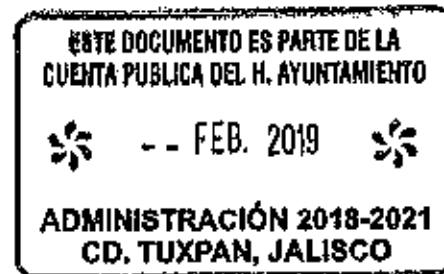 ESTE DOCUMENTO ES PARTE DE LA
CUENTA PUBLICA DEL H. AYUNTAMIENTO
- - FEB. 2019
ADMINISTRACIÓN 2018-2021
CD. TUXPAN, JALISCO